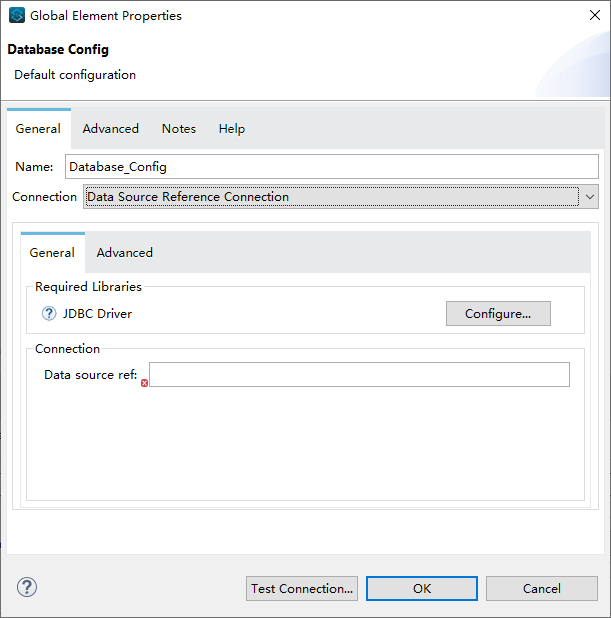 Global Element Properties
Database Config
Default configuration
General Advanced Notes Help
Name: Database_Config
Connection Data Source Reference Connection
General Advanced
Required Libraries
? JDBC Driver Configure...
Connection
Data source ref:
? Test Connection... OK Cancel